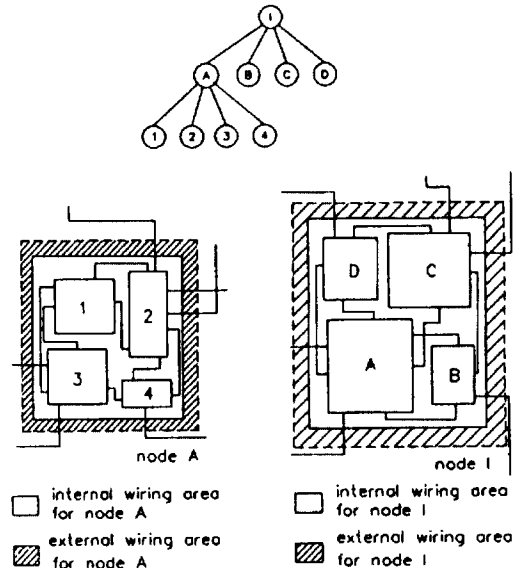 I
A B C D
1 2 3 4
1
2
3
4
node A
D
C
A
B
node I
internal wiring area
for node A
external wiring area
for node A
internal wiring area
for node I
external wiring area
for node I